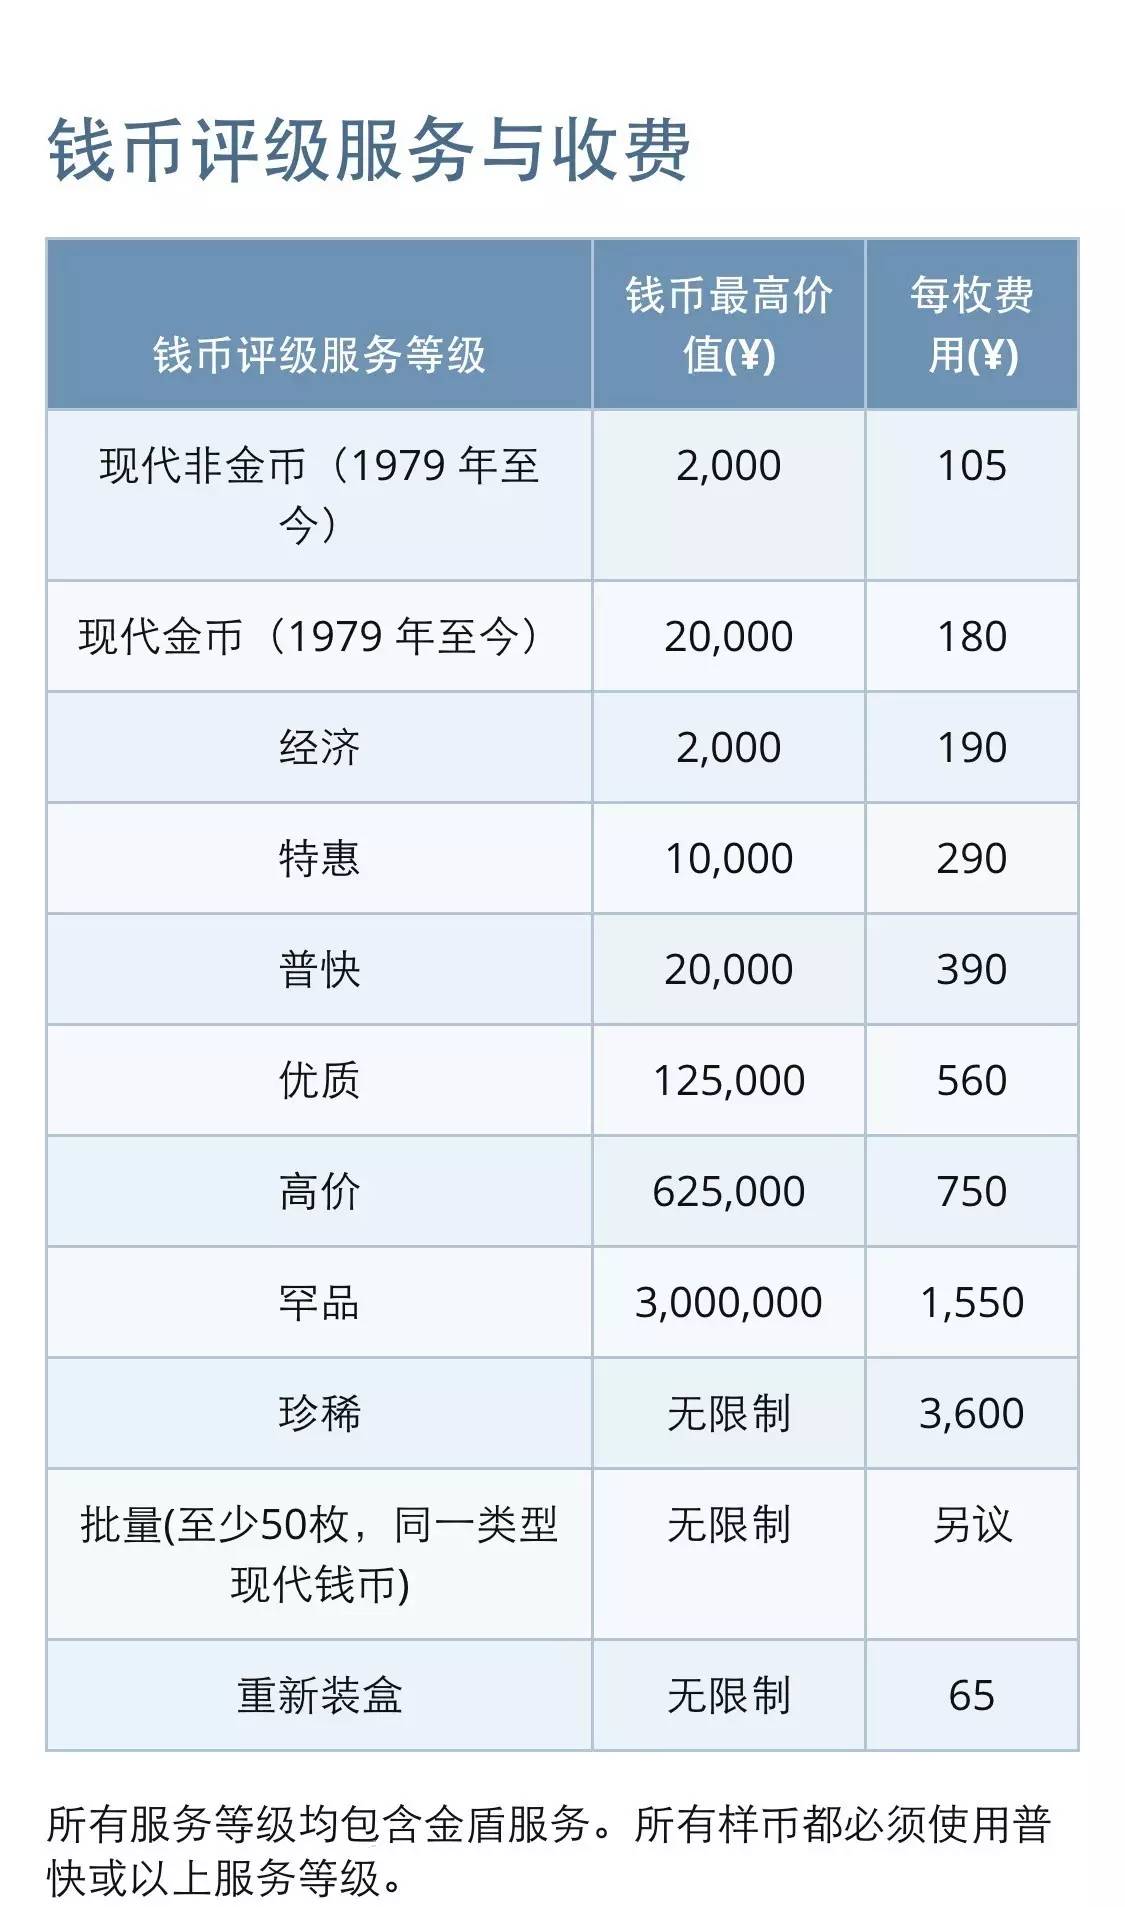 钱币评级服务与收费
钱币评级服务等级
钱币最高价
值(¥)
每枚费
用(¥)
现代非金币（1979 年至
今）
2,000
105
现代金币（1979 年至今）
20,000
180
经济
2,000
190
特惠
10,000
290
普快
20,000
390
优质
125,000
560
高价
625,000
750
罕品
3,000,000
1,550
珍稀
无限制
3,600
批量(至少50枚，同一类型
现代钱币)
无限制
另议
重新装盒
无限制
65
所有服务等级均包含金盾服务。所有样币都必须使用普
快或以上服务等级。